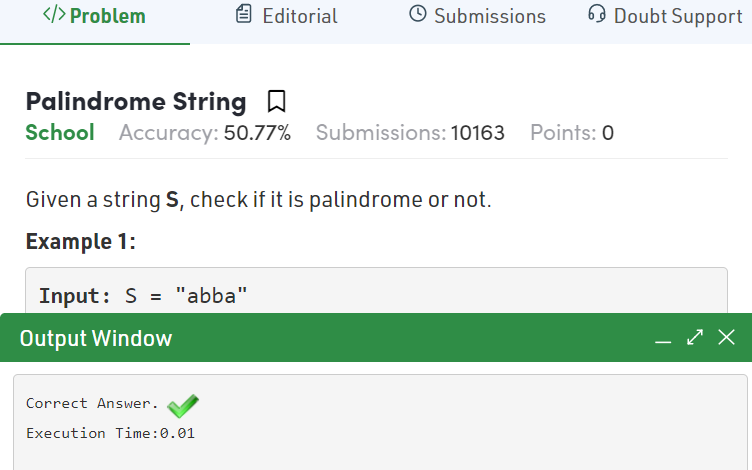 </> Problem Editorial Submissions Doubt Support
Palindrome String
School Accuracy: 50.77% Submissions: 10163 Points: 0
Given a string S, check if it is palindrome or not.
Example 1:
Input: S = "abba"
Output Window
Correct Answer.
Execution Time:0.01